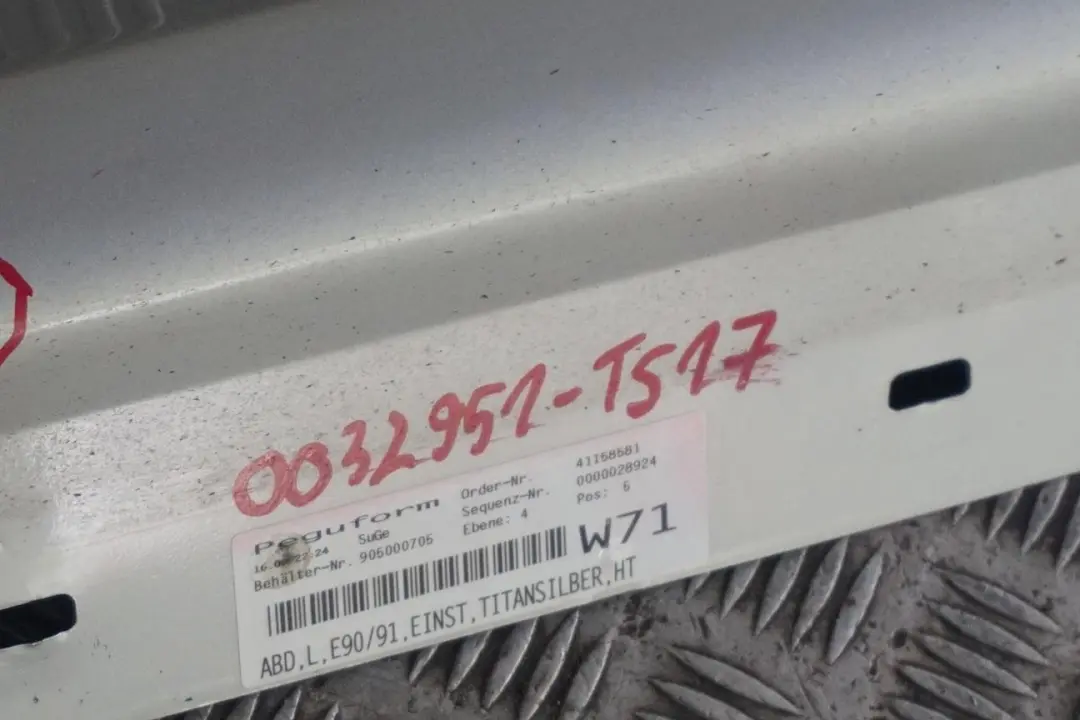 0032951-TS17
Peguform
Order-Nr. 41158581
SuGe
Sequenz-Nr. 0000028924
Behälter-Nr. 905000705
Ebene: 4
Pos: 6
W71
ABD,L,E90/91,EINST,TITANSILBER,HT